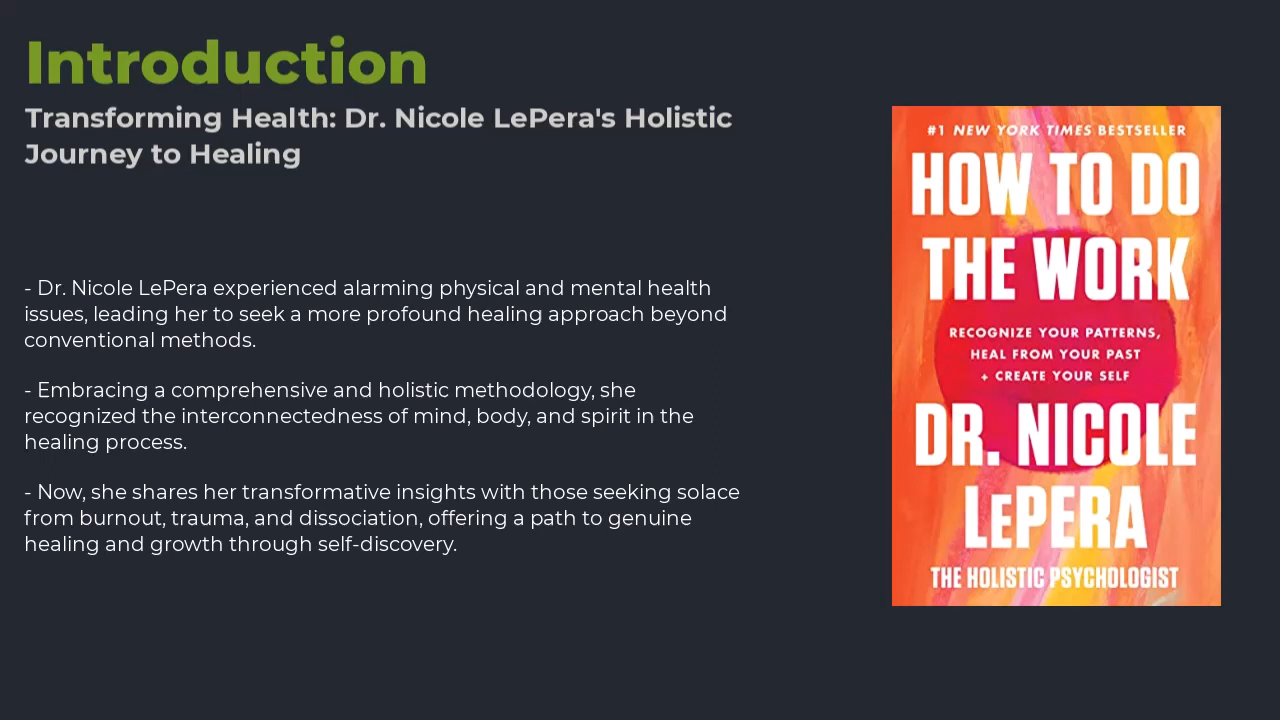 Introduction
Transforming Health: Dr. Nicole LePera's Holistic
Journey to Healing
- Dr. Nicole LePera experienced alarming physical and mental health
issues, leading her to seek a more profound healing approach beyond
conventional methods.
- Embracing a comprehensive and holistic methodology, she
recognized the interconnectedness of mind, body, and spirit in the
healing process.
- Now, she shares her transformative insights with those seeking solace
from burnout, trauma, and dissociation, offering a path to genuine
healing and growth through self-discovery.
#1 NEW YORK TIMES BESTSELLER
HOW TO DO
THE WORK
RECOGNIZE YOUR PATTERNS,
HEAL FROM YOUR PAST
+ CREATE YOUR SELF
DR. NICOLE
LEPERA
THE HOLISTIC PSYCHOLOGIST